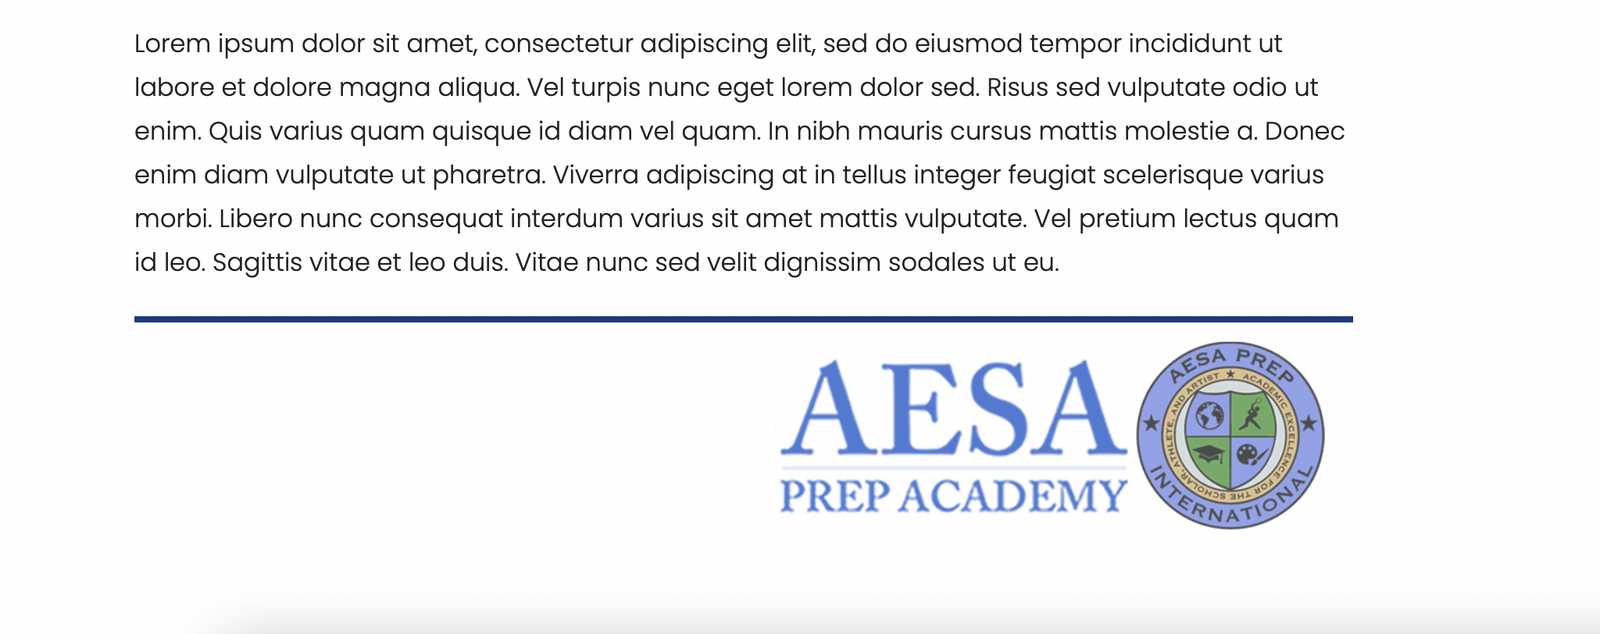 Lorem ipsum dolor sit amet, consectetur adipiscing elit, sed do eiusmod tempor incididunt ut
labore et dolore magna aliqua. Vel turpis nunc eget lorem dolor sed. Risus sed vulputate odio ut
enim. Quis varius quam quisque id diam vel quam. In nibh mauris cursus mattis molestie a. Donec
enim diam vulputate ut pharetra. Viverra adipiscing at in tellus integer feugiat scelerisque varius
morbi. Libero nunc consequat interdum varius sit amet mattis vulputate. Vel pretium lectus quam
id leo. Sagittis vitae et leo duis. Vitae nunc sed velit dignissim sodales ut eu.
AESA
PREP ACADEMY
AESA PREP
INTERNATIONAL
ACADEMIC EXCELLENCE FOR THE SCHOLAR, ATHLETE, AND ARTIST